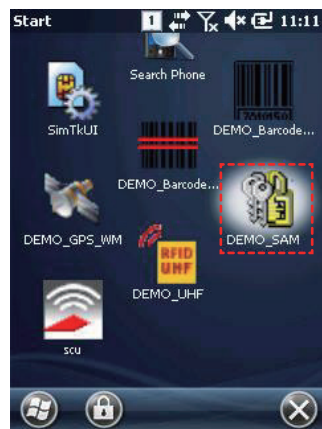 Start 1 11:11
Search Phone
SimTkUI
DEMO_Barcode...
DEMO_Barcode...
DEMO_GPS_WM
DEMO_SAM
RFID
UHF
DEMO_UHF
scu